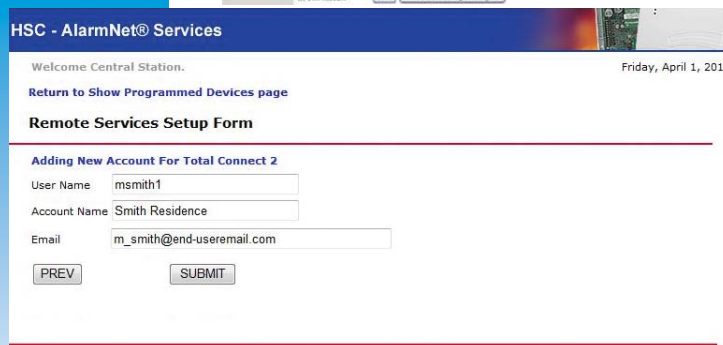 HSC - AlarmNet® Services
Welcome Central Station.
Friday, April 1, 201
Return to Show Programmed Devices page
Remote Services Setup Form
Adding New Account For Total Connect 2
User Name msmith1
Account Name Smith Residence
Email m_smith@end-useremail.com
PREV SUBMIT